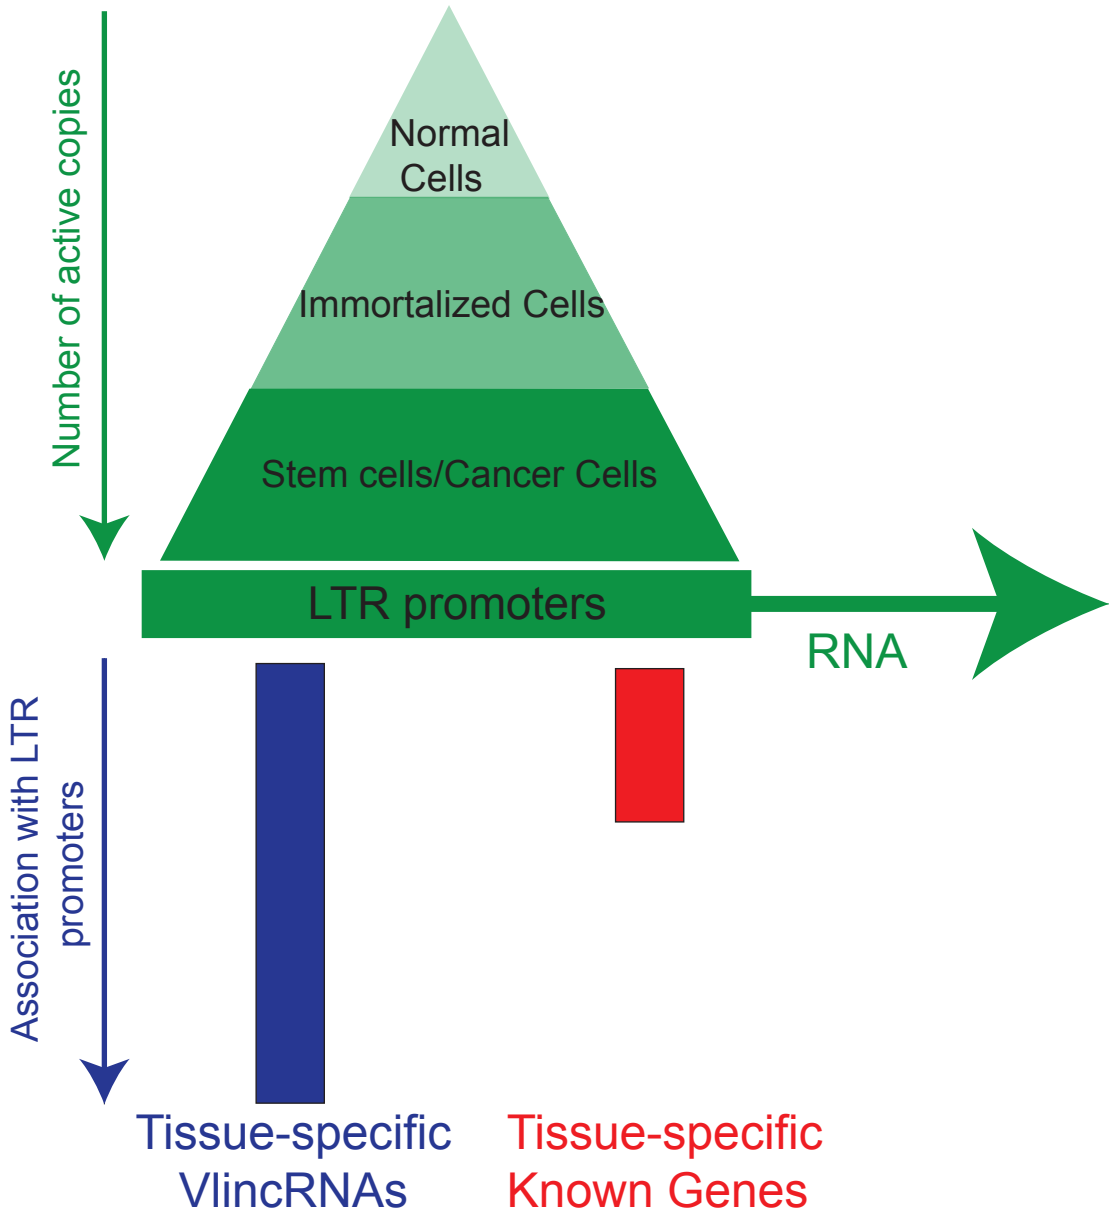 Number of active copies
Normal
Cells
Immortalized Cells
Stem cells/Cancer Cells
LTR promoters
RNA
Association with LTR
promoters
Tissue-specific
VlincRNAs
Tissue-specific
Known Genes